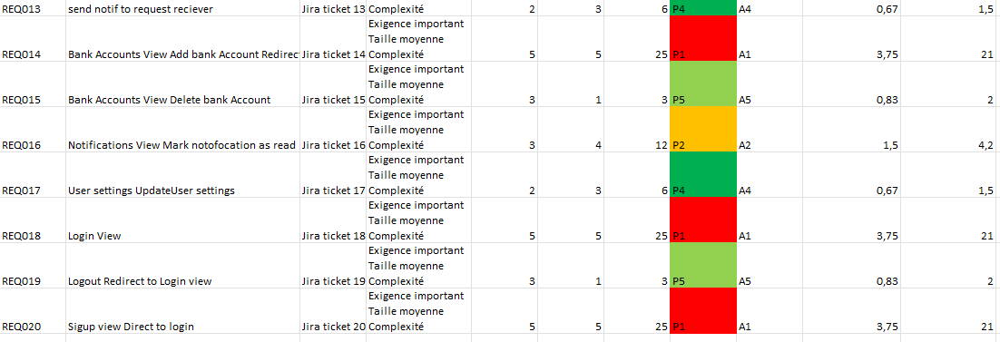 REQ013 send notif to request reciever Jira ticket 13 Complexité 2 3 6 P4 A4 0,67 1,5
Exigence important
Taille moyenne
REQ014 Bank Accounts View Add bank Account Redirec Jira ticket 14 Complexité 5 5 25 P1 A1 3,75 21
Exigence important
Taille moyenne
REQ015 Bank Accounts View Delete bank Account Jira ticket 15 Complexité 3 1 3 P5 A5 0,83 2
Exigence important
Taille moyenne
REQ016 Notifications View Mark notofocation as read Jira ticket 16 Complexité 3 4 12 P2 A2 1,5 4,2
Exigence important
Taille moyenne
REQ017 User settings UpdateUser settings Jira ticket 17 Complexité 2 3 6 P4 A4 0,67 1,5
Exigence important
Taille moyenne
REQ018 Login View Jira ticket 18 Complexité 5 5 25 P1 A1 3,75 21
Exigence important
Taille moyenne
REQ019 Logout Redirect to Login view Jira ticket 19 Complexité 3 1 3 P5 A5 0,83 2
Exigence important
Taille moyenne
REQ020 Sigup view Direct to login Jira ticket 20 Complexité 5 5 25 P1 A1 3,75 21